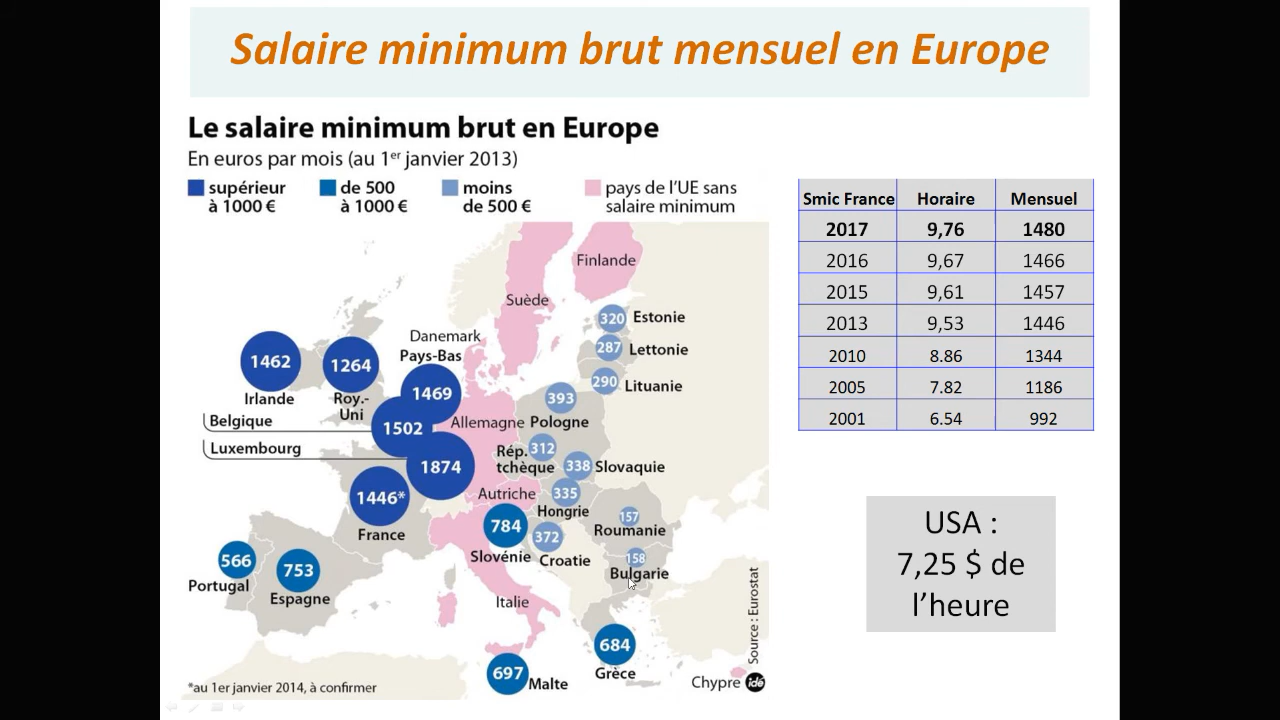 Salaire minimum brut mensuel en Europe
Le salaire minimum brut en Europe
En euros par mois (au 1er janvier 2013)
supérieur
à 1000 €
de 500
à 1000 €
moins
de 500 €
pays de l'UE sans
salaire minimum
Finlande
Suède
320 Estonie
Danemark
287 Lettonie
Pays-Bas
1462
1264
290 Lituanie
1469
393
Irlande
Roy.-
Uni
Belgique
1502
Allemagne
Pologne
Luxembourg
1874
Rép.
tchèque
312
338 Slovaquie
1446*
Autriche
335
Hongrie
France
784
157
Roumanie
372
Slovénie
Croatie
158
Bulgarie
566
Portugal
753
Espagne
Italie
684
Grèce
697 Malte
Chypre idé
Source : Eurostat
*au 1er janvier 2014, à confirmer
Smic France Horaire Mensuel
2017 9,76 1480
2016 9,67 1466
2015 9,61 1457
2013 9,53 1446
2010 8.86 1344
2005 7.82 1186
2001 6.54 992
USA :
7,25 $ de
l'heure